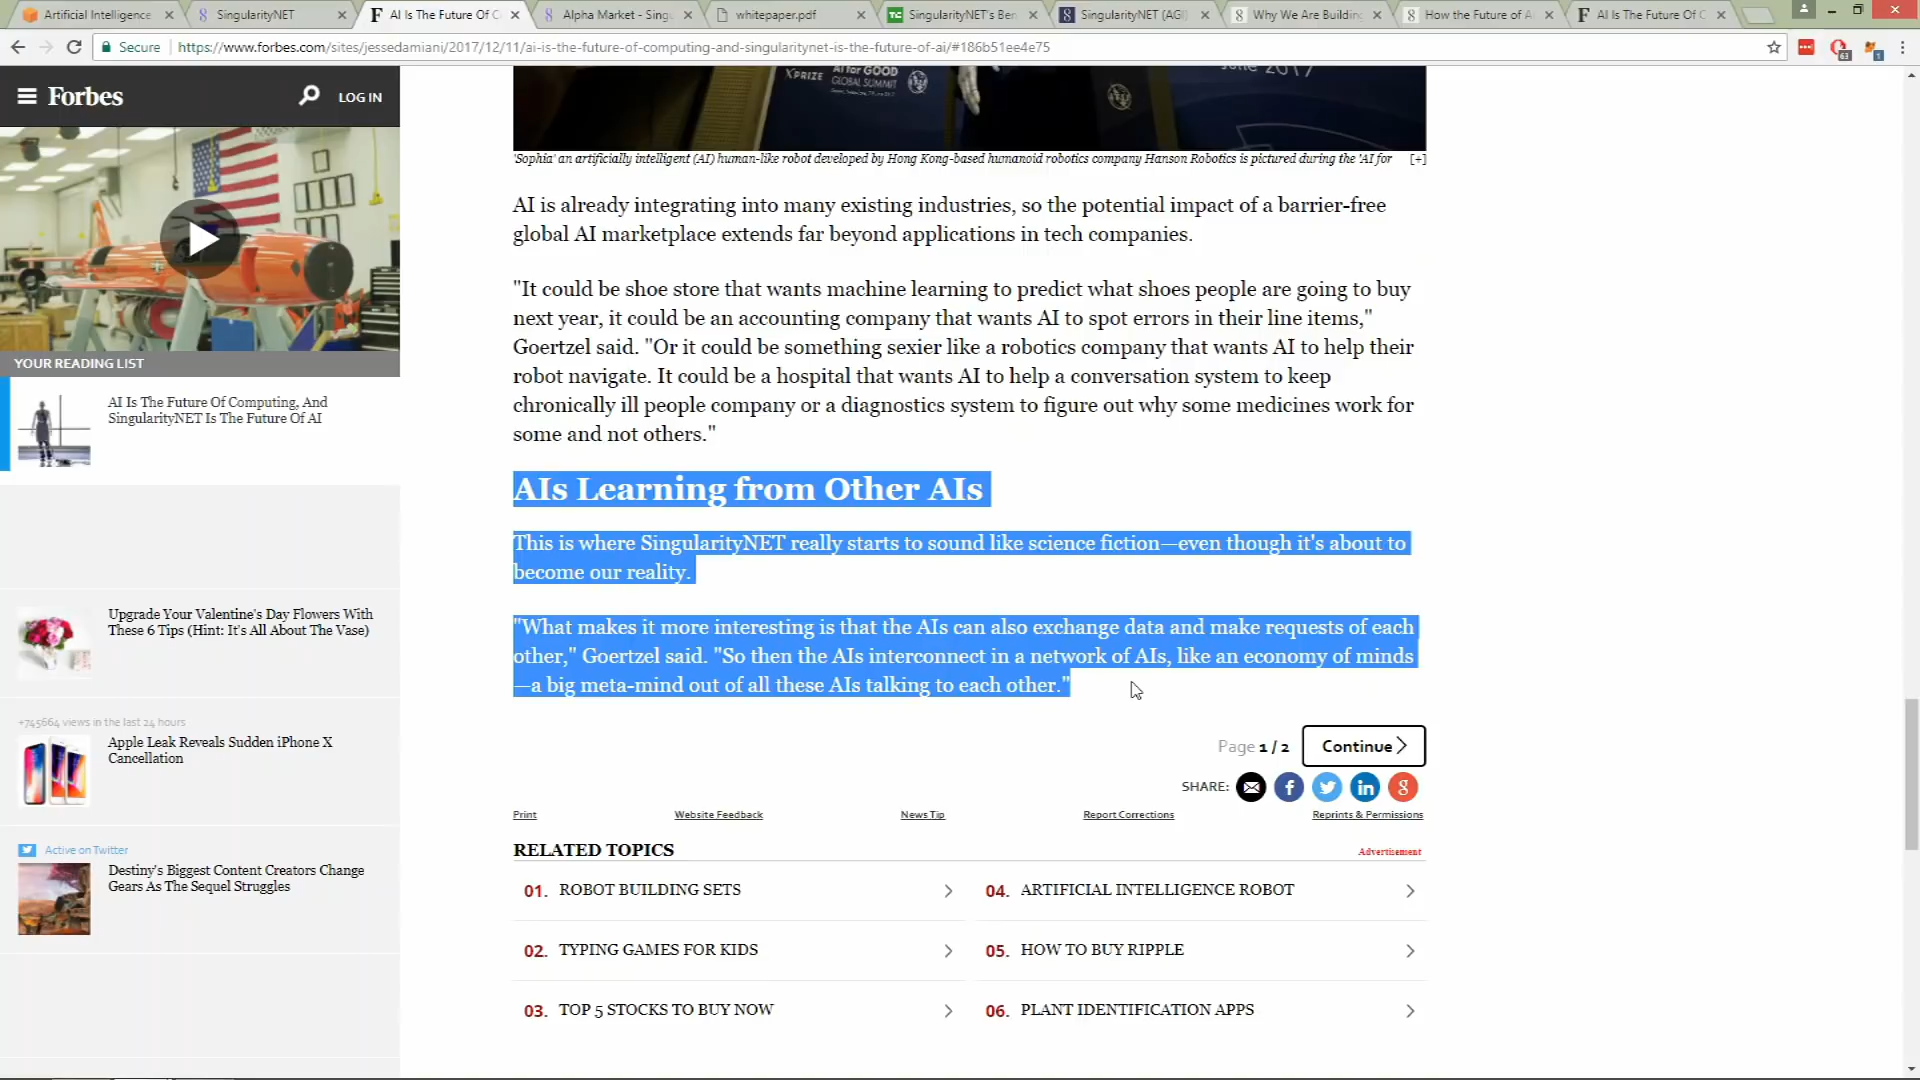 Artificial Intelligence
SingularityNET
AI Is The Future Of C
Alpha Market - Sing
whitepaper.pdf
SingularityNET's Ben
SingularityNET (AGI)
Why We Are Building
How the Future of A
AI Is The Future Of C
Secure
https://www.forbes.com/sites/jessedamiani/2017/12/11/ai-is-the-future-of-computing-and-singularitynet-is-the-future-of-ai/#186b51ee4e75
63
1
Forbes
LOG IN
XPRIZE
AI for GOOD
GLOBAL SUMMIT
June 2017
'Sophia' an artificially intelligent (AI) human-like robot developed by Hong Kong-based humanoid robotics company Hanson Robotics is pictured during the 'AI for [+]
AI is already integrating into many existing industries, so the potential impact of a barrier-free
global AI marketplace extends far beyond applications in tech companies.
"It could be shoe store that wants machine learning to predict what shoes people are going to buy
next year, it could be an accounting company that wants AI to spot errors in their line items,"
Goertzel said. "Or it could be something sexier like a robotics company that wants AI to help their
robot navigate. It could be a hospital that wants AI to help a conversation system to keep
chronically ill people company or a diagnostics system to figure out why some medicines work for
some and not others."
AIs Learning from Other AIs
This is where SingularityNET really starts to sound like science fiction—even though it's about to
become our reality.
"What makes it more interesting is that the AIs can also exchange data and make requests of each
other," Goertzel said. "So then the AIs interconnect in a network of AIs, like an economy of minds
—a big meta-mind out of all these AIs talking to each other."
Page 1 / 2
Continue
SHARE:
Print
Website Feedback
News Tip
Report Corrections
Reprints & Permissions
RELATED TOPICS
Advertisement
01. ROBOT BUILDING SETS
04. ARTIFICIAL INTELLIGENCE ROBOT
02. TYPING GAMES FOR KIDS
05. HOW TO BUY RIPPLE
03. TOP 5 STOCKS TO BUY NOW
06. PLANT IDENTIFICATION APPS
YOUR READING LIST
AI Is The Future Of Computing, And
SingularityNET Is The Future Of AI
Upgrade Your Valentine's Day Flowers With
These 6 Tips (Hint: It's All About The Vase)
+745664 views in the last 24 hours
Apple Leak Reveals Sudden iPhone X
Cancellation
Active on Twitter
Destiny's Biggest Content Creators Change
Gears As The Sequel Struggles